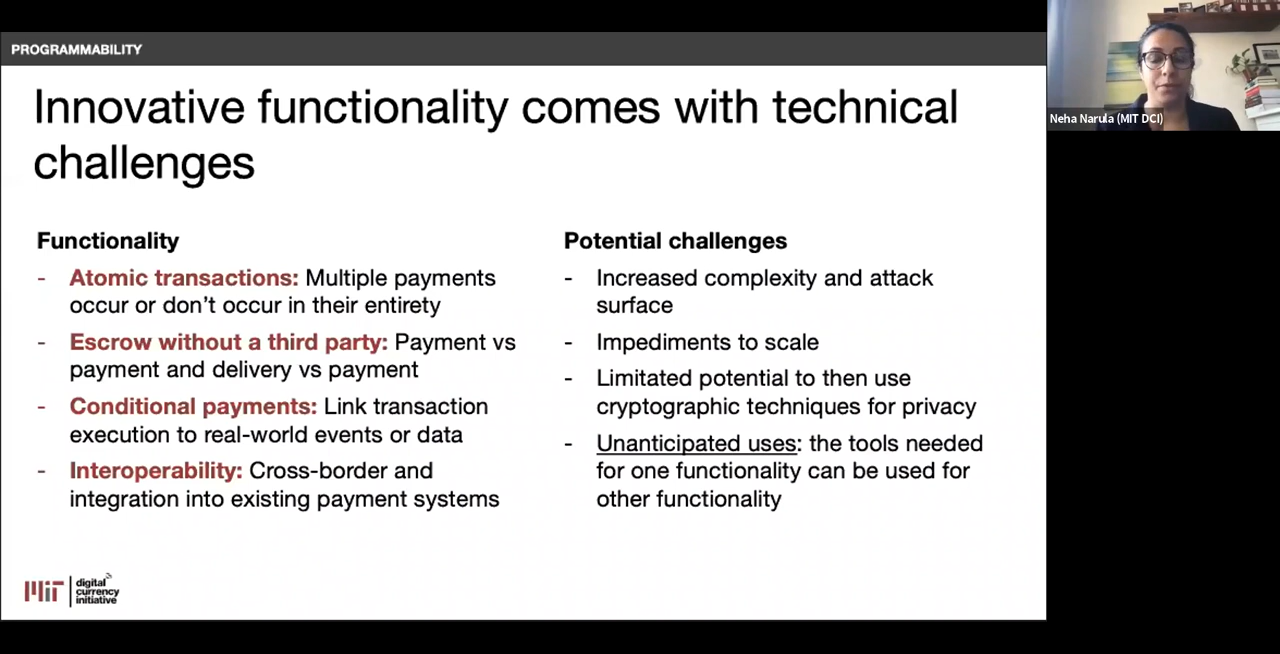 PROGRAMMABILITY
Innovative functionality comes with technical
challenges
Functionality
- Atomic transactions: Multiple payments
occur or don't occur in their entirety
- Escrow without a third party: Payment vs
payment and delivery vs payment
- Conditional payments: Link transaction
execution to real-world events or data
- Interoperability: Cross-border and
integration into existing payment systems
Potential challenges
- Increased complexity and attack
surface
- Impediments to scale
- Limitated potential to then use
cryptographic techniques for privacy
- Unanticipated uses: the tools needed
for one functionality can be used for
other functionality
MIT
digital
currency
initiative
Neha Narula (MIT DCI)